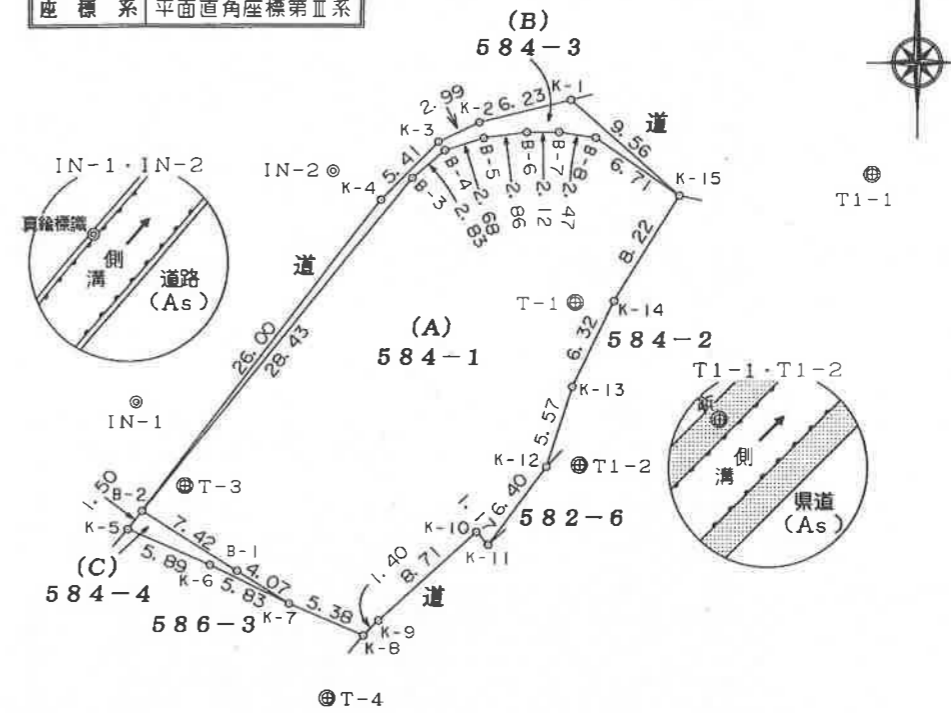 座標系 平面直角座標第Ⅲ系
(B)
584-3
K-1
6.23
K-2
2.99
K-3
9.56
道
5.41
B-3
B-4
B-5
B-6
B-7
B-8
2.83
2.68
2.86
2.12
2.47
6.71
K-15
T1-1
IN-1・IN-2
IN-2
K-4
真鍮標識
側
溝
道路
(As)
道
8.22
T-1
K-14
(A)
584-1
584-2
26.00
28.43
6.32
T1-1・T1-2
K-13
側
溝
県道
(As)
IN-1
5.57
K-12
T1-2
T-3
B-2
1.50
K-5
7.42
6.40
582-6
K-10
K-11
B-1
5.89
K-6
4.07
1.40
8.71
道
(C)
584-4
5.83
K-7
586-3
5.38
K-9
K-8
T-4